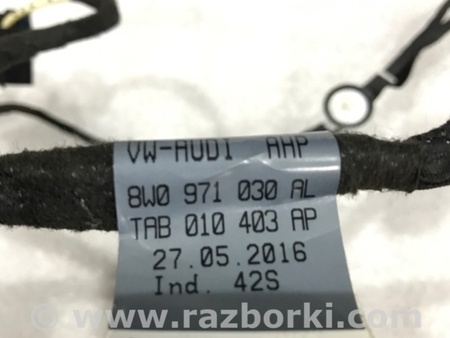 VW-AUDI AHP
8W0 971 030 AL
TAB 010 403 AP
27.05.2016
Ind. 42S
www.razborki.com